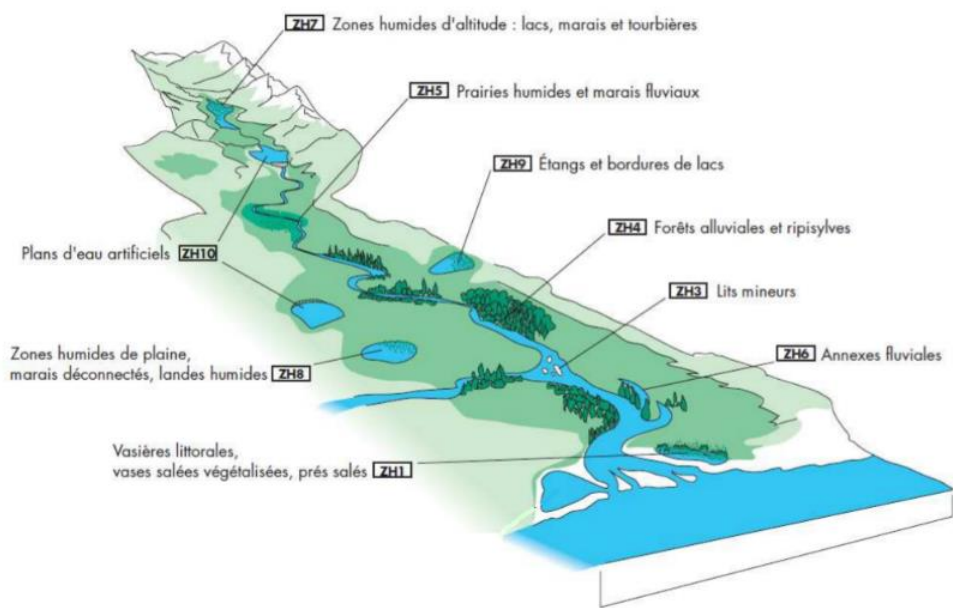 ZH7 Zones humides d'altitude : lacs, marais et tourbières
ZH5 Prairies humides et marais fluviaux
ZH9 Étangs et bordures de lacs
ZH4 Forêts alluviales et ripisylves
Plans d'eau artificiels ZH10
ZH3 Lits mineurs
Zones humides de plaine,
marais déconnectés, landes humides ZH8
ZH6 Annexes fluviales
Vasières littorales,
vases salées végétalisées, prés salés ZH1